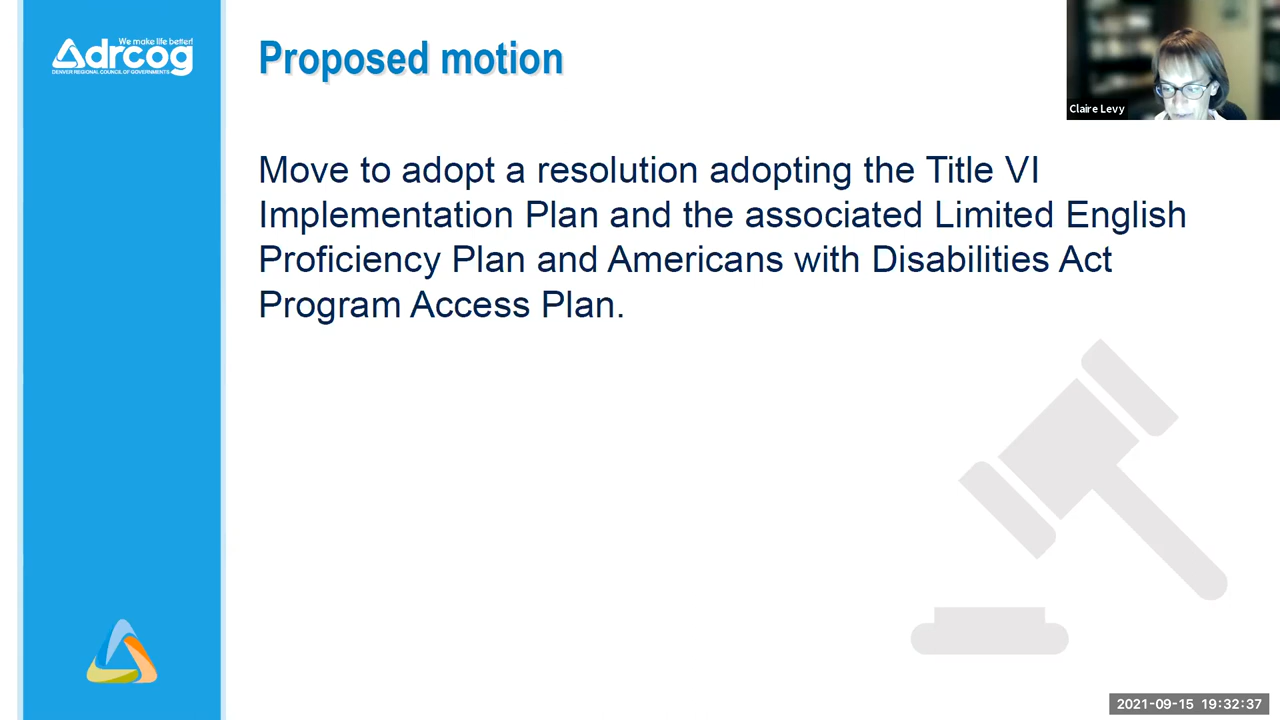 We make life better!
drcog
DENVER REGIONAL COUNCIL OF GOVERNMENTS
Proposed motion
Claire Levy
Move to adopt a resolution adopting the Title VI
Implementation Plan and the associated Limited English
Proficiency Plan and Americans with Disabilities Act
Program Access Plan.
2021-09-15 19:32:37